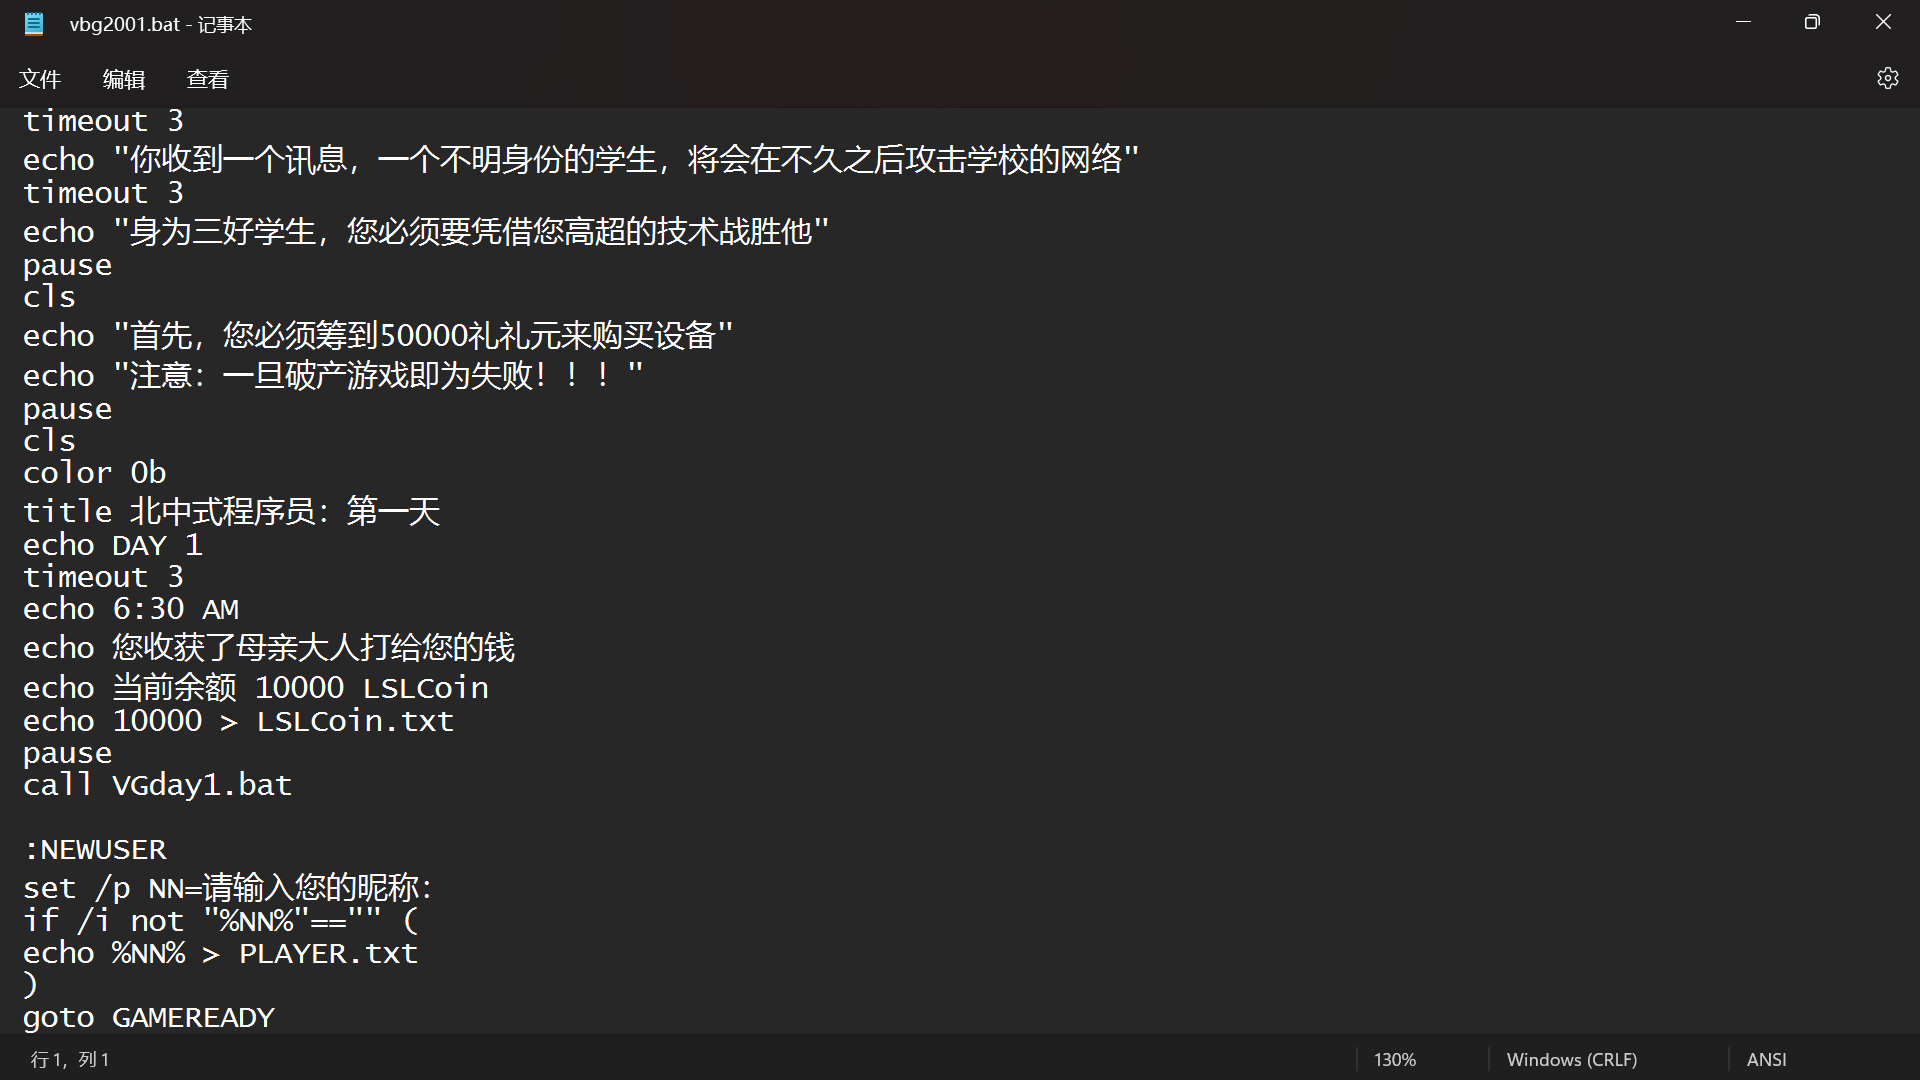 vbg2001.bat - 记事本
文件 编辑 查看
timeout 3
echo "你收到一个讯息，一个不明身份的学生，将会在不久之后攻击学校的网络"
timeout 3
echo "身为三好学生，您必须要凭借您高超的技术战胜他"
pause
cls
echo "首先，您必须筹到50000礼礼元来购买设备"
echo "注意：一旦破产游戏即为失败！！！"
pause
cls
color 0b
title 北中式程序员：第一天
echo DAY 1
timeout 3
echo 6:30 AM
echo 您收获了母亲大人打给您的钱
echo 当前余额 10000 LSLCoin
echo 10000 > LSLCoin.txt
pause
call VGday1.bat
:NEWUSER
set /p NN=请输入您的昵称：
if /i not "%NN%"=="" (
echo %NN% > PLAYER.txt
)
goto GAMEREADY
行 1，列 1 130% Windows (CRLF) ANSI